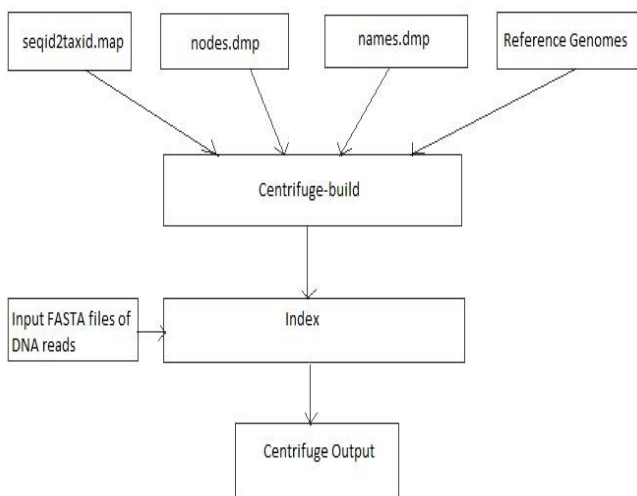 seqid2taxid.map
nodes.dmp
names.dmp
Reference Genomes
Centrifuge-build
Input FASTA files of
DNA reads
Index
Centrifuge Output